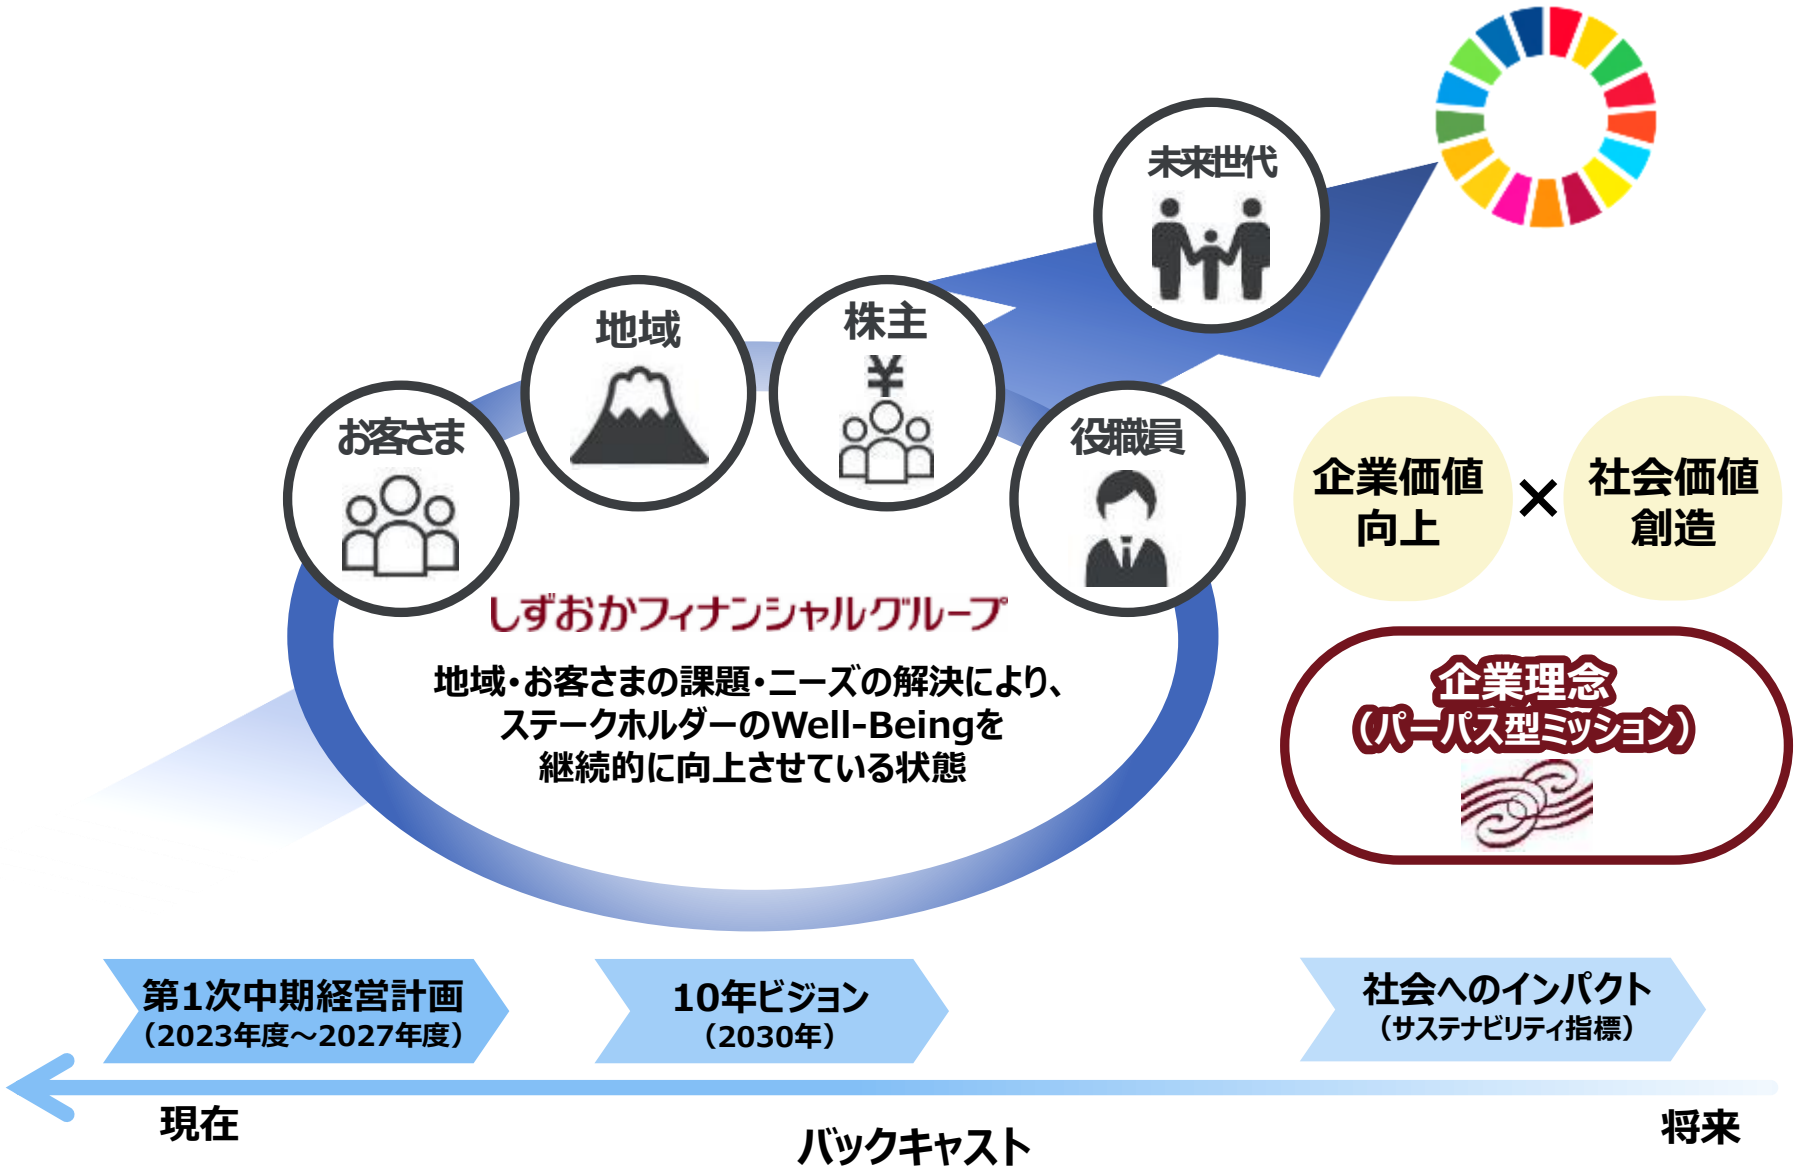 未来世代
地域
株主
¥
お客さま
役職員
企業価値
向上
×
社会価値
創造
しずおかフィナンシャルグループ
地域・お客さまの課題・ニーズの解決により、
ステークホルダーのWell-Beingを
継続的に向上させている状態
企業理念
（パーパス型ミッション）
第1次中期経営計画
（2023年度～2027年度）
10年ビジョン
（2030年）
社会へのインパクト
（サステナビリティ指標）
現在
バックキャスト
将来